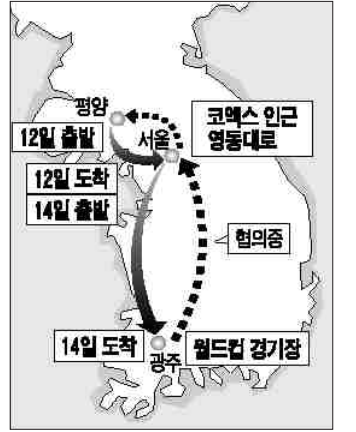 평양
12일 출발
서울
코엑스 인근
영동대로
12일 도착
14일 출발
협의중
14일 도착
광주
월드컵 경기장